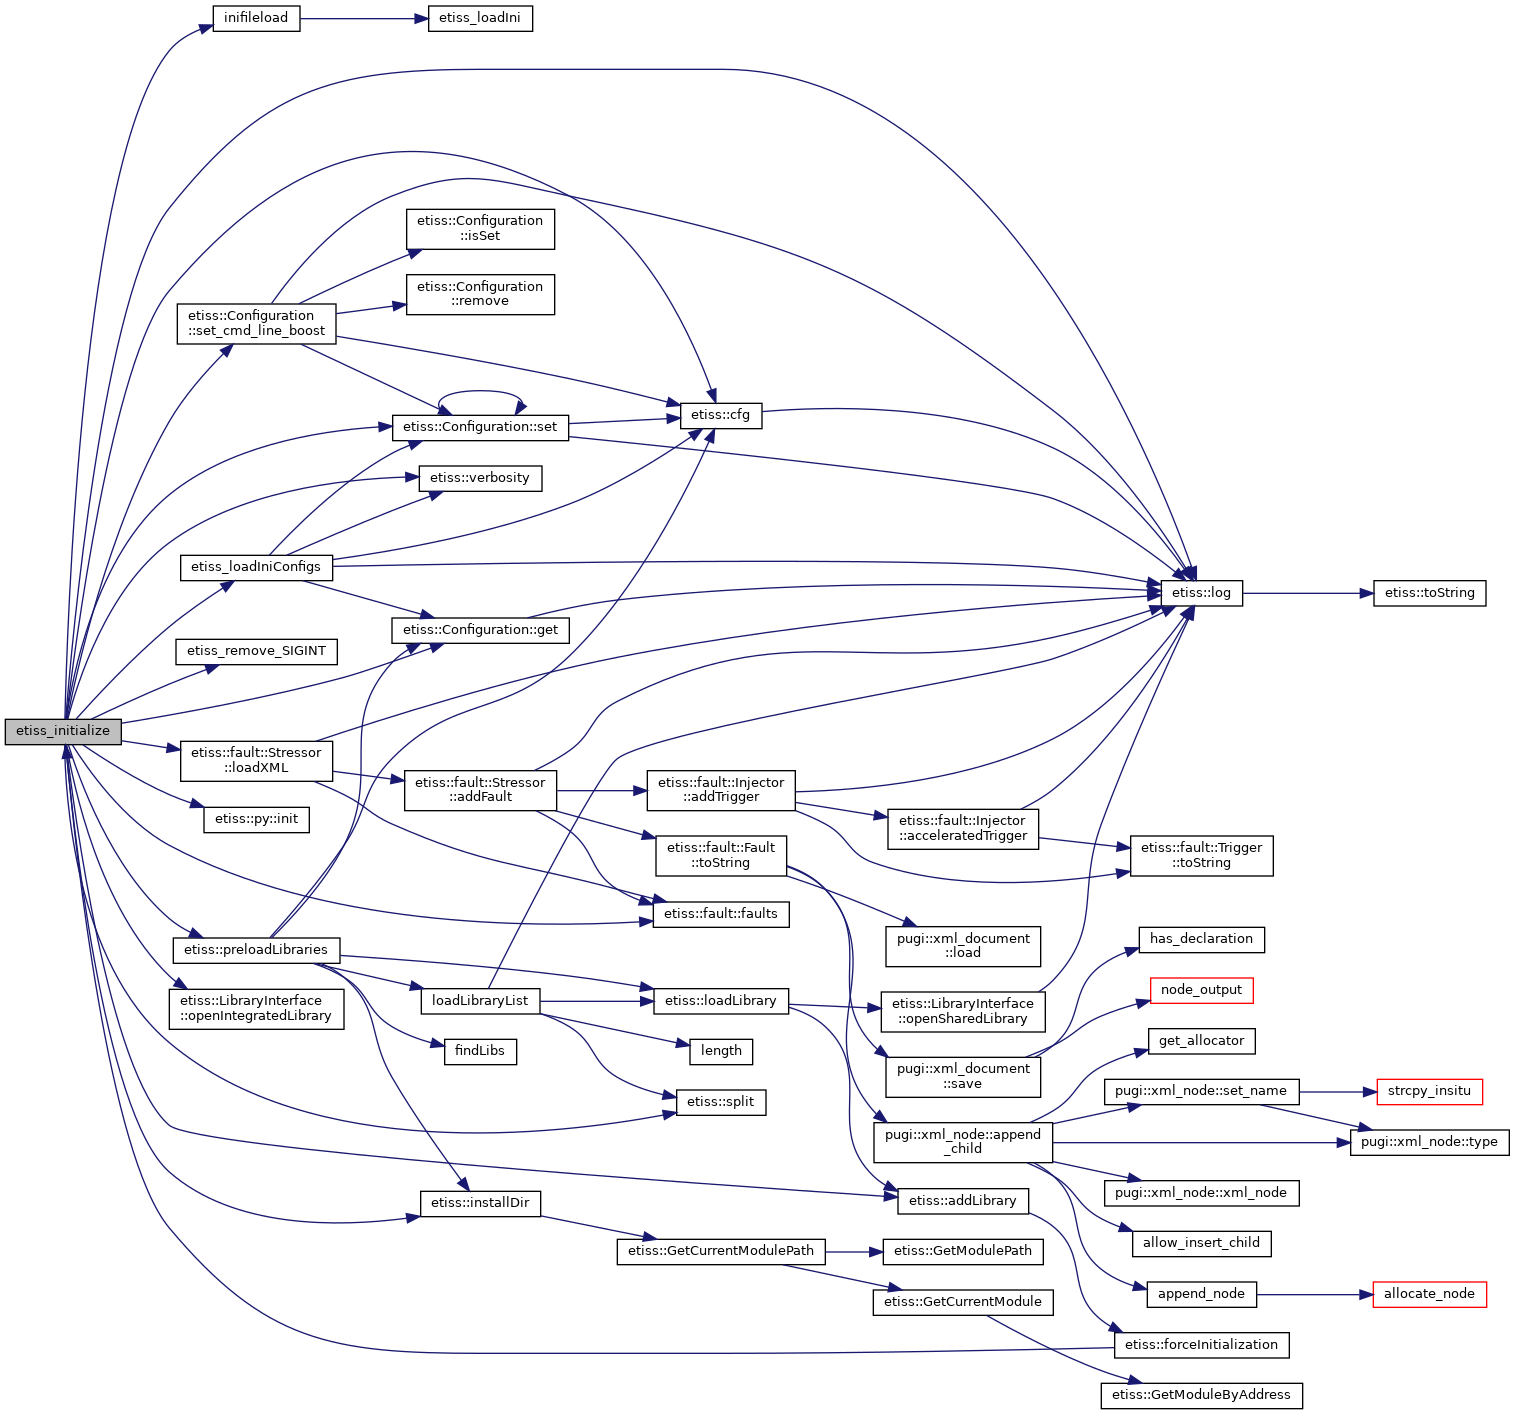 inifileload
etiss_loadIni
etiss::Configuration
::isSet
etiss::Configuration
::remove
etiss::Configuration
::set_cmd_line_boost
etiss::cfg
etiss::Configuration::set
etiss::verbosity
etiss_loadIniConfigs
etiss::log
etiss::toString
etiss::Configuration::get
etiss_remove_SIGINT
etiss_initialize
etiss::fault::Stressor
::loadXML
etiss::fault::Stressor
::addFault
etiss::fault::Injector
::addTrigger
etiss::py::init
etiss::fault::Injector
::acceleratedTrigger
etiss::fault::Fault
::toString
etiss::fault::Trigger
::toString
etiss::fault::faults
etiss::preloadLibraries
pugi::xml_document
::load
has_declaration
node_output
etiss::LibraryInterface
::openIntegratedLibrary
loadLibraryList
etiss::loadLibrary
etiss::LibraryInterface
::openSharedLibrary
get_allocator
findLibs
length
pugi::xml_document
::save
pugi::xml_node::set_name
strcpy_insitu
etiss::split
pugi::xml_node::append
_child
pugi::xml_node::type
pugi::xml_node::xml_node
etiss::installDir
etiss::addLibrary
allow_insert_child
etiss::GetCurrentModulePath
etiss::GetModulePath
append_node
allocate_node
etiss::GetCurrentModule
etiss::forceInitialization
etiss::GetModuleByAddress